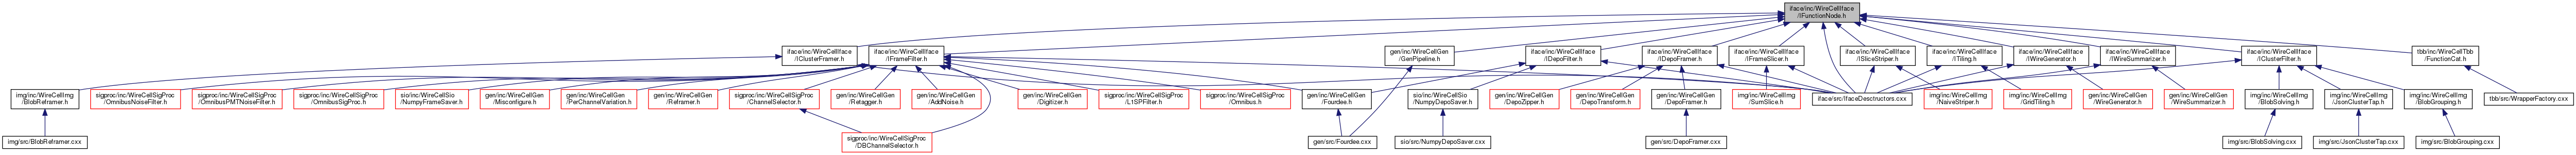 iface/inc/WireCellIface
/IFunctionNode.h
iface/inc/WireCellIface
/IClusterFramer.h
iface/inc/WireCellIface
/IFrameFilter.h
gen/inc/WireCellGen
/GenPipeline.h
iface/inc/WireCellIface
/IDepoFilter.h
iface/inc/WireCellIface
/IDepoFramer.h
iface/inc/WireCellIface
/IFrameSlicer.h
iface/inc/WireCellIface
/ISliceStriper.h
iface/inc/WireCellIface
/ITiling.h
iface/inc/WireCellIface
/IWireGenerator.h
iface/inc/WireCellIface
/IWireSummarizer.h
iface/inc/WireCellIface
/IClusterFilter.h
tbb/inc/WireCellTbb
/FunctionCat.h
img/inc/WireCellImg
/BlobReframer.h
sigproc/inc/WireCellSigProc
/OmnibusNoiseFilter.h
sigproc/inc/WireCellSigProc
/OmnibusPMTNoiseFilter.h
sigproc/inc/WireCellSigProc
/OmnibusSigProc.h
sio/inc/WireCellSio
/NumpyFrameSaver.h
gen/inc/WireCellGen
/Misconfigure.h
gen/inc/WireCellGen
/PerChannelVariation.h
gen/inc/WireCellGen
/Reframer.h
sigproc/inc/WireCellSigProc
/ChannelSelector.h
gen/inc/WireCellGen
/Retagger.h
gen/inc/WireCellGen
/AddNoise.h
gen/inc/WireCellGen
/Digitizer.h
sigproc/inc/WireCellSigProc
/L1SPFilter.h
sigproc/inc/WireCellSigProc
/Omnibus.h
gen/inc/WireCellGen
/Fourdee.h
sio/inc/WireCellSio
/NumpyDepoSaver.h
gen/inc/WireCellGen
/DepoZipper.h
gen/inc/WireCellGen
/DepoTransform.h
gen/inc/WireCellGen
/DepoFramer.h
img/inc/WireCellImg
/SumSlice.h
iface/src/IfaceDesctructors.cxx
img/inc/WireCellImg
/NaiveStriper.h
img/inc/WireCellImg
/GridTiling.h
gen/inc/WireCellGen
/WireGenerator.h
gen/inc/WireCellGen
/WireSummarizer.h
img/inc/WireCellImg
/BlobSolving.h
img/inc/WireCellImg
/JsonClusterTap.h
img/inc/WireCellImg
/BlobGrouping.h
tbb/src/WrapperFactory.cxx
img/src/BlobReframer.cxx
sigproc/inc/WireCellSigProc
/DBChannelSelector.h
gen/src/Fourdee.cxx
sio/src/NumpyDepoSaver.cxx
gen/src/DepoFramer.cxx
img/src/BlobSolving.cxx
img/src/JsonClusterTap.cxx
img/src/BlobGrouping.cxx